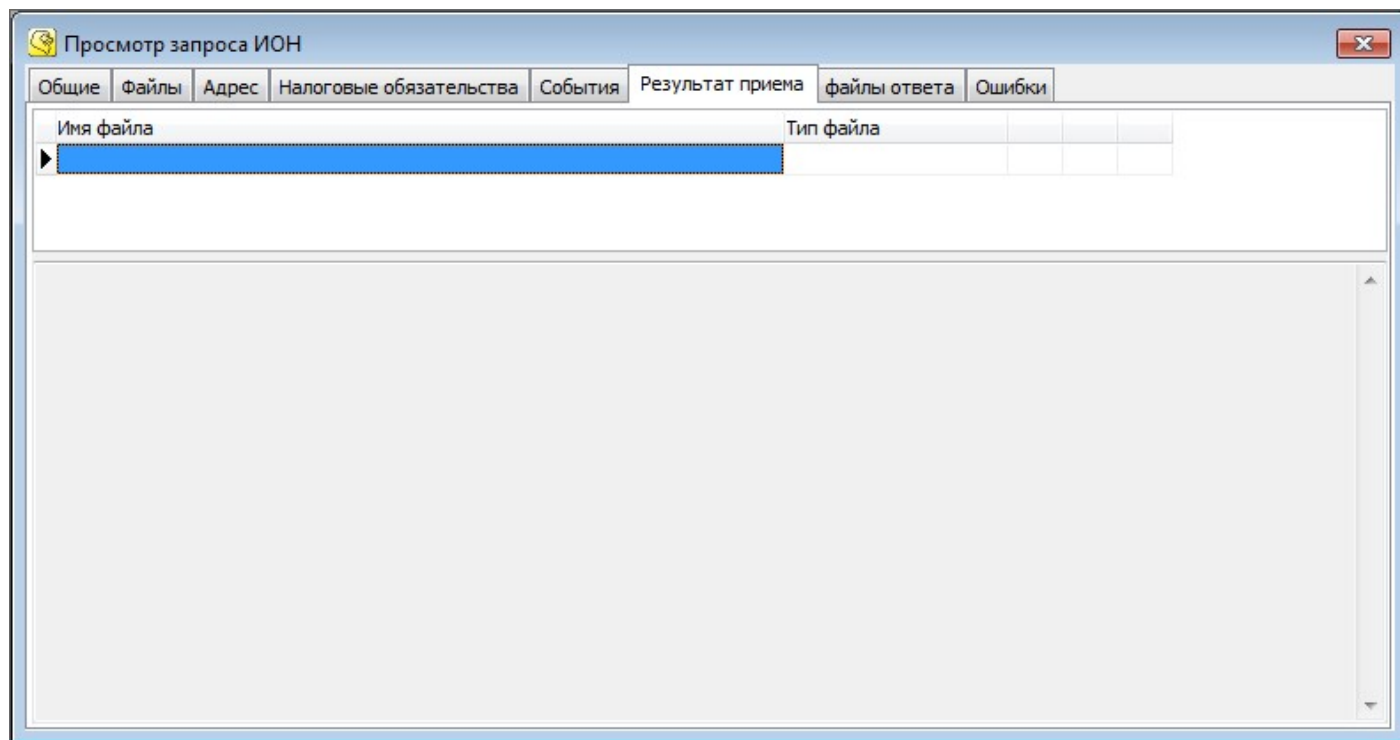 Просмотр запроса ИОН
Общие Файлы Адрес Налоговые обязательства События Результат приема файлы ответа Ошибки
Имя файла Тип файла